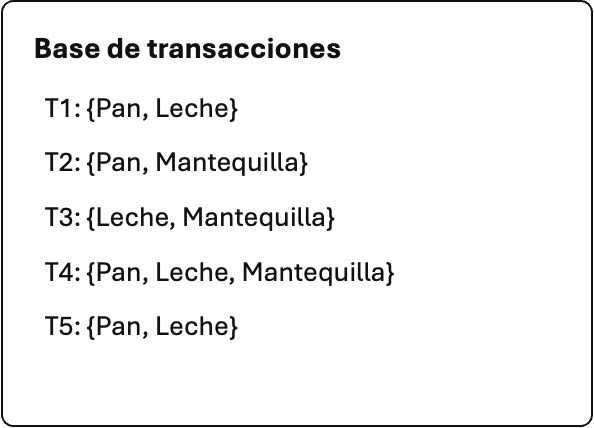 Base de transacciones
T1: {Pan, Leche}
T2: {Pan, Mantequilla}
T3: {Leche, Mantequilla}
T4: {Pan, Leche, Mantequilla}
T5: {Pan, Leche}